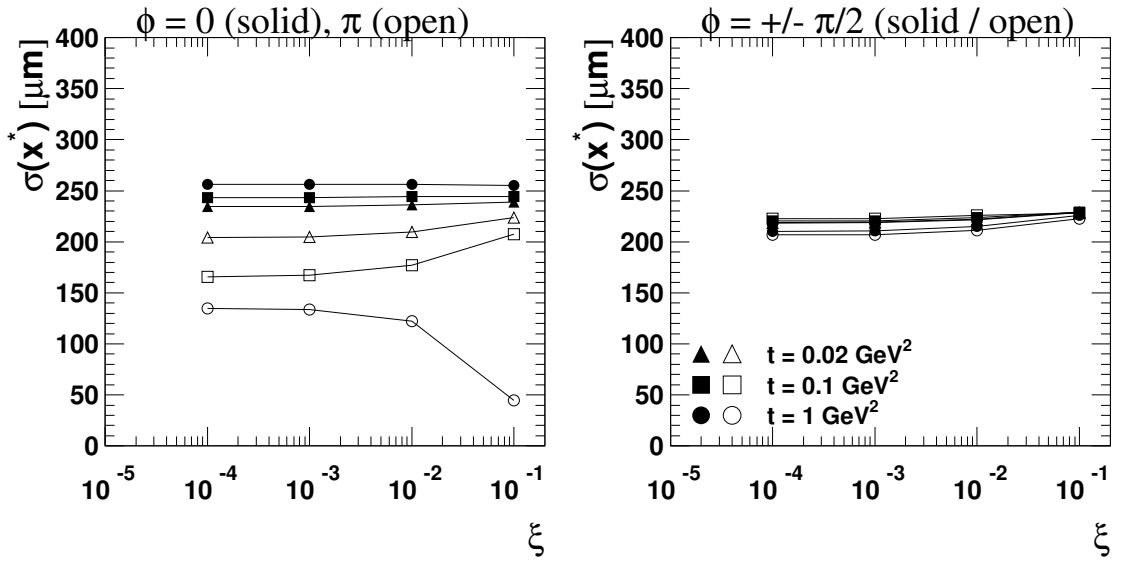 ϕ = 0 (solid), π (open)
σ(x*) [μm]
400
350
300
250
200
150
100
50
0
10⁻⁵ 10⁻⁴ 10⁻³ 10⁻² 10⁻¹
ξ
ϕ = +/- π/2 (solid / open)
σ(x*) [μm]
400
350
300
250
200
150
100
50
0
t = 0.02 GeV²
t = 0.1 GeV²
t = 1 GeV²
10⁻⁵ 10⁻⁴ 10⁻³ 10⁻² 10⁻¹
ξ